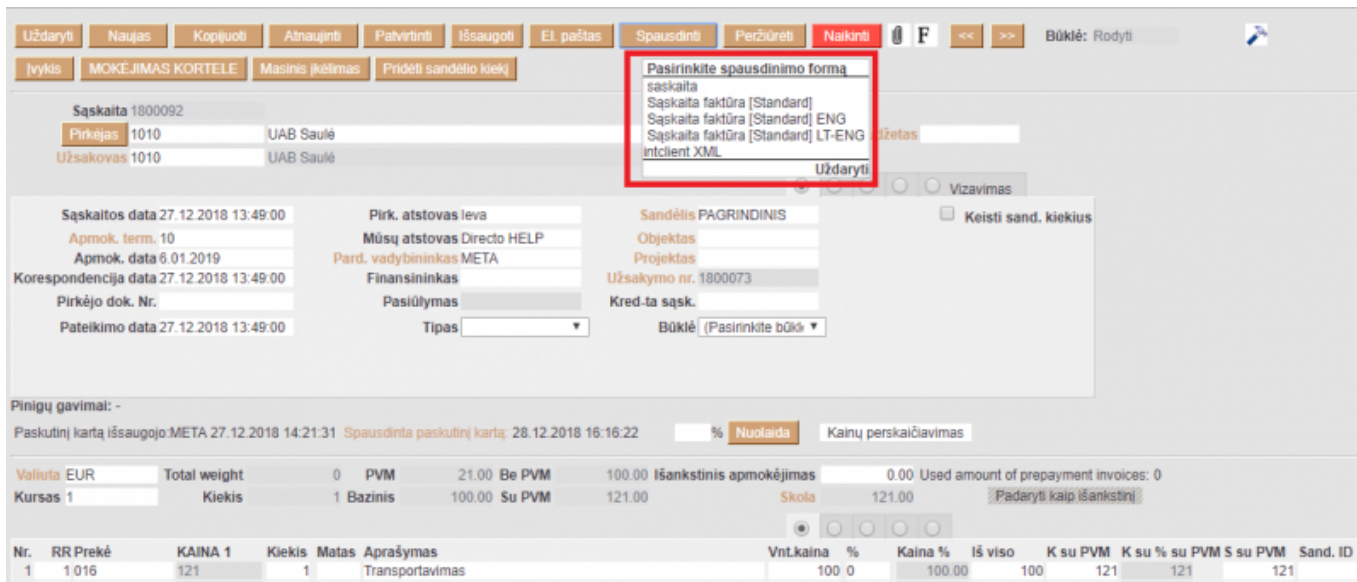 Uždaryti Naujas Kopijuoti Atnaujinti Patvirtinti Išsaugoti El. paštas Spausdinti Peržiūrėti Naikinti F << >> Būklė: Rodyti
Įvykis MOKĖJIMAS KORTELE Masinis įkėlimas Pridėti sandėlio kiekį
Pasirinkite spausdinimo formą
saskaita
Sąskaita faktūra [Standard]
Sąskaita faktūra [Standard] ENG
Sąskaita faktūra [Standard] LT-ENG
intclient XML
Uždaryti
Sąskaita 1800092
Pirkėjas 1010 UAB Saulė džetas
Užsakovas 1010 UAB Saulė
Vizavimas
Sąskaitos data 27.12.2018 13:49:00 Pirk. atstovas Ieva Sandėlis PAGRINDINIS Keisti sand. kiekius
Apmok. term. 10 Mūsų atstovas Directo HELP Objektas
Apmok. data 6.01.2019 Pard. vadybininkas META Projektas
Korespondencija data 27.12.2018 13:49:00 Finansininkas Užsakymo nr. 1800073
Pirkėjo dok. Nr. Pasiūlymas Kred-ta sąsk.
Pateikimo data 27.12.2018 13:49:00 Tipas Būklė (Pasirinkite būkl
Pinigų gavimai: -
Paskutinį kartą išsaugojo:META 27.12.2018 14:21:31 Spausdinta paskutinį kartą: 28.12.2018 16:16:22 % Nuolaida Kainų perskaičiavimas
Valiuta EUR Total weight 0 PVM 21.00 Be PVM 100.00 Išankstinis apmokėjimas 0.00 Used amount of prepayment invoices: 0
Kursas 1 Kiekis 1 Bazinis 100.00 Su PVM 121.00 Skola 121.00 Padaryti kaip išankstinį
Nr. RR Prekė KAINA 1 Kiekis Matas Aprašymas Vnt.kaina % Kaina % Iš viso K su PVM K su % su PVM S su PVM Sand. ID
1 1 016 121 1 Transportavimas 100 0 100.00 100 121 121 121